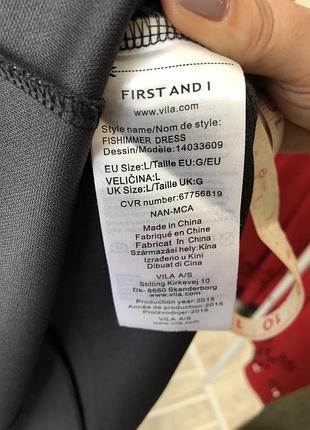 FIRST AND I
www.vila.com
Style name/Nom de style:
FISHIMMER DRESS
Dessin/Modèle: 14033609
EU Size:L/Taille EU:G/EU
VELIČINA:L
UK Size:L/Taille UK:G
CVR number:67756819
NAN-MCA
Made in China
Fabriqué en Chine
Fabricat în China
Származási hely: Kína
Izrađeno u Kini
Dibuat di Cina
VILA A/S
Stilling Kirkevej 10
Dk- 8660 Skanderborg
Production year:2015
Année de production:2015
VILA A/S
www.vila.com
10